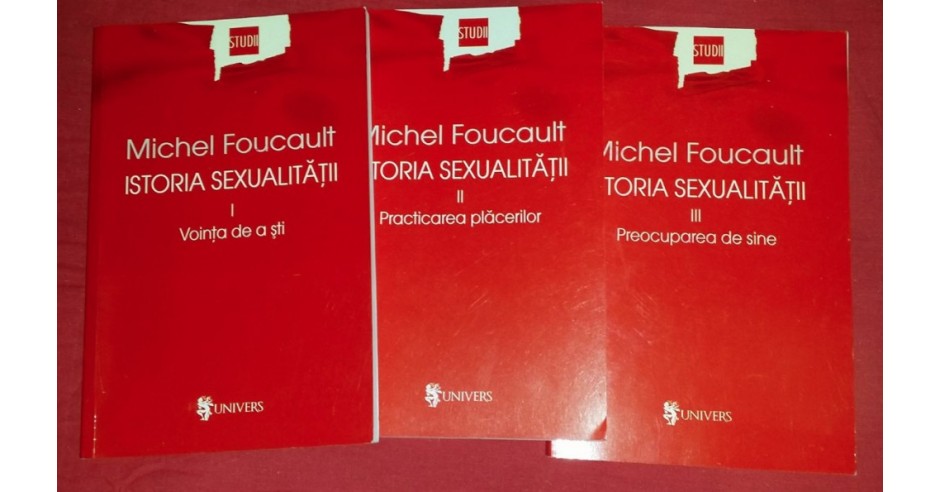 STUDII
Michel Foucault
ISTORIA SEXUALITĂȚII
I
Voința de a ști
UNIVERS
STUDII
Michel Foucault
TORIA SEXUALITĂȚII
II
Practicarea plăcerilor
UNIVERS
STUDII
Michel Foucault
TORIA SEXUALITĂȚII
III
Preocuparea de sine
UNIVERS